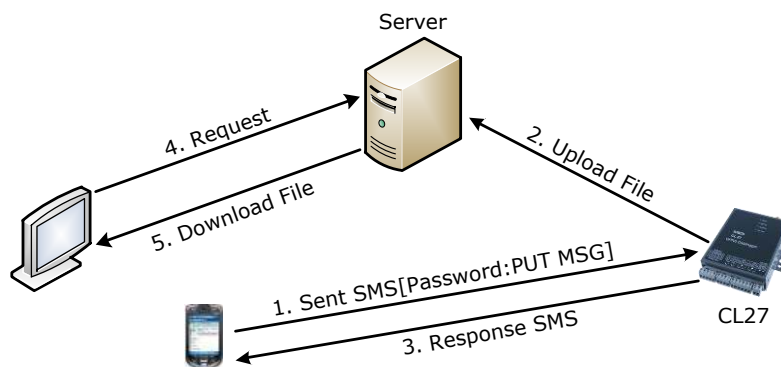 Server
4. Request
2. Upload File
5. Download File
1. Sent SMS[Password:PUT MSG]
3. Response SMS
CL27